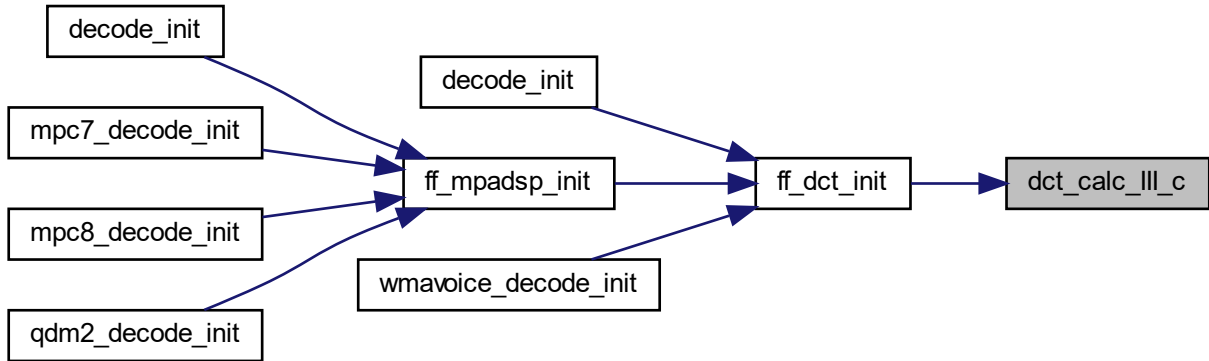 decode_init
mpc7_decode_init
mpc8_decode_init
qdm2_decode_init
decode_init
ff_mpadsp_init
wmavoice_decode_init
ff_dct_init
dct_calc_III_c